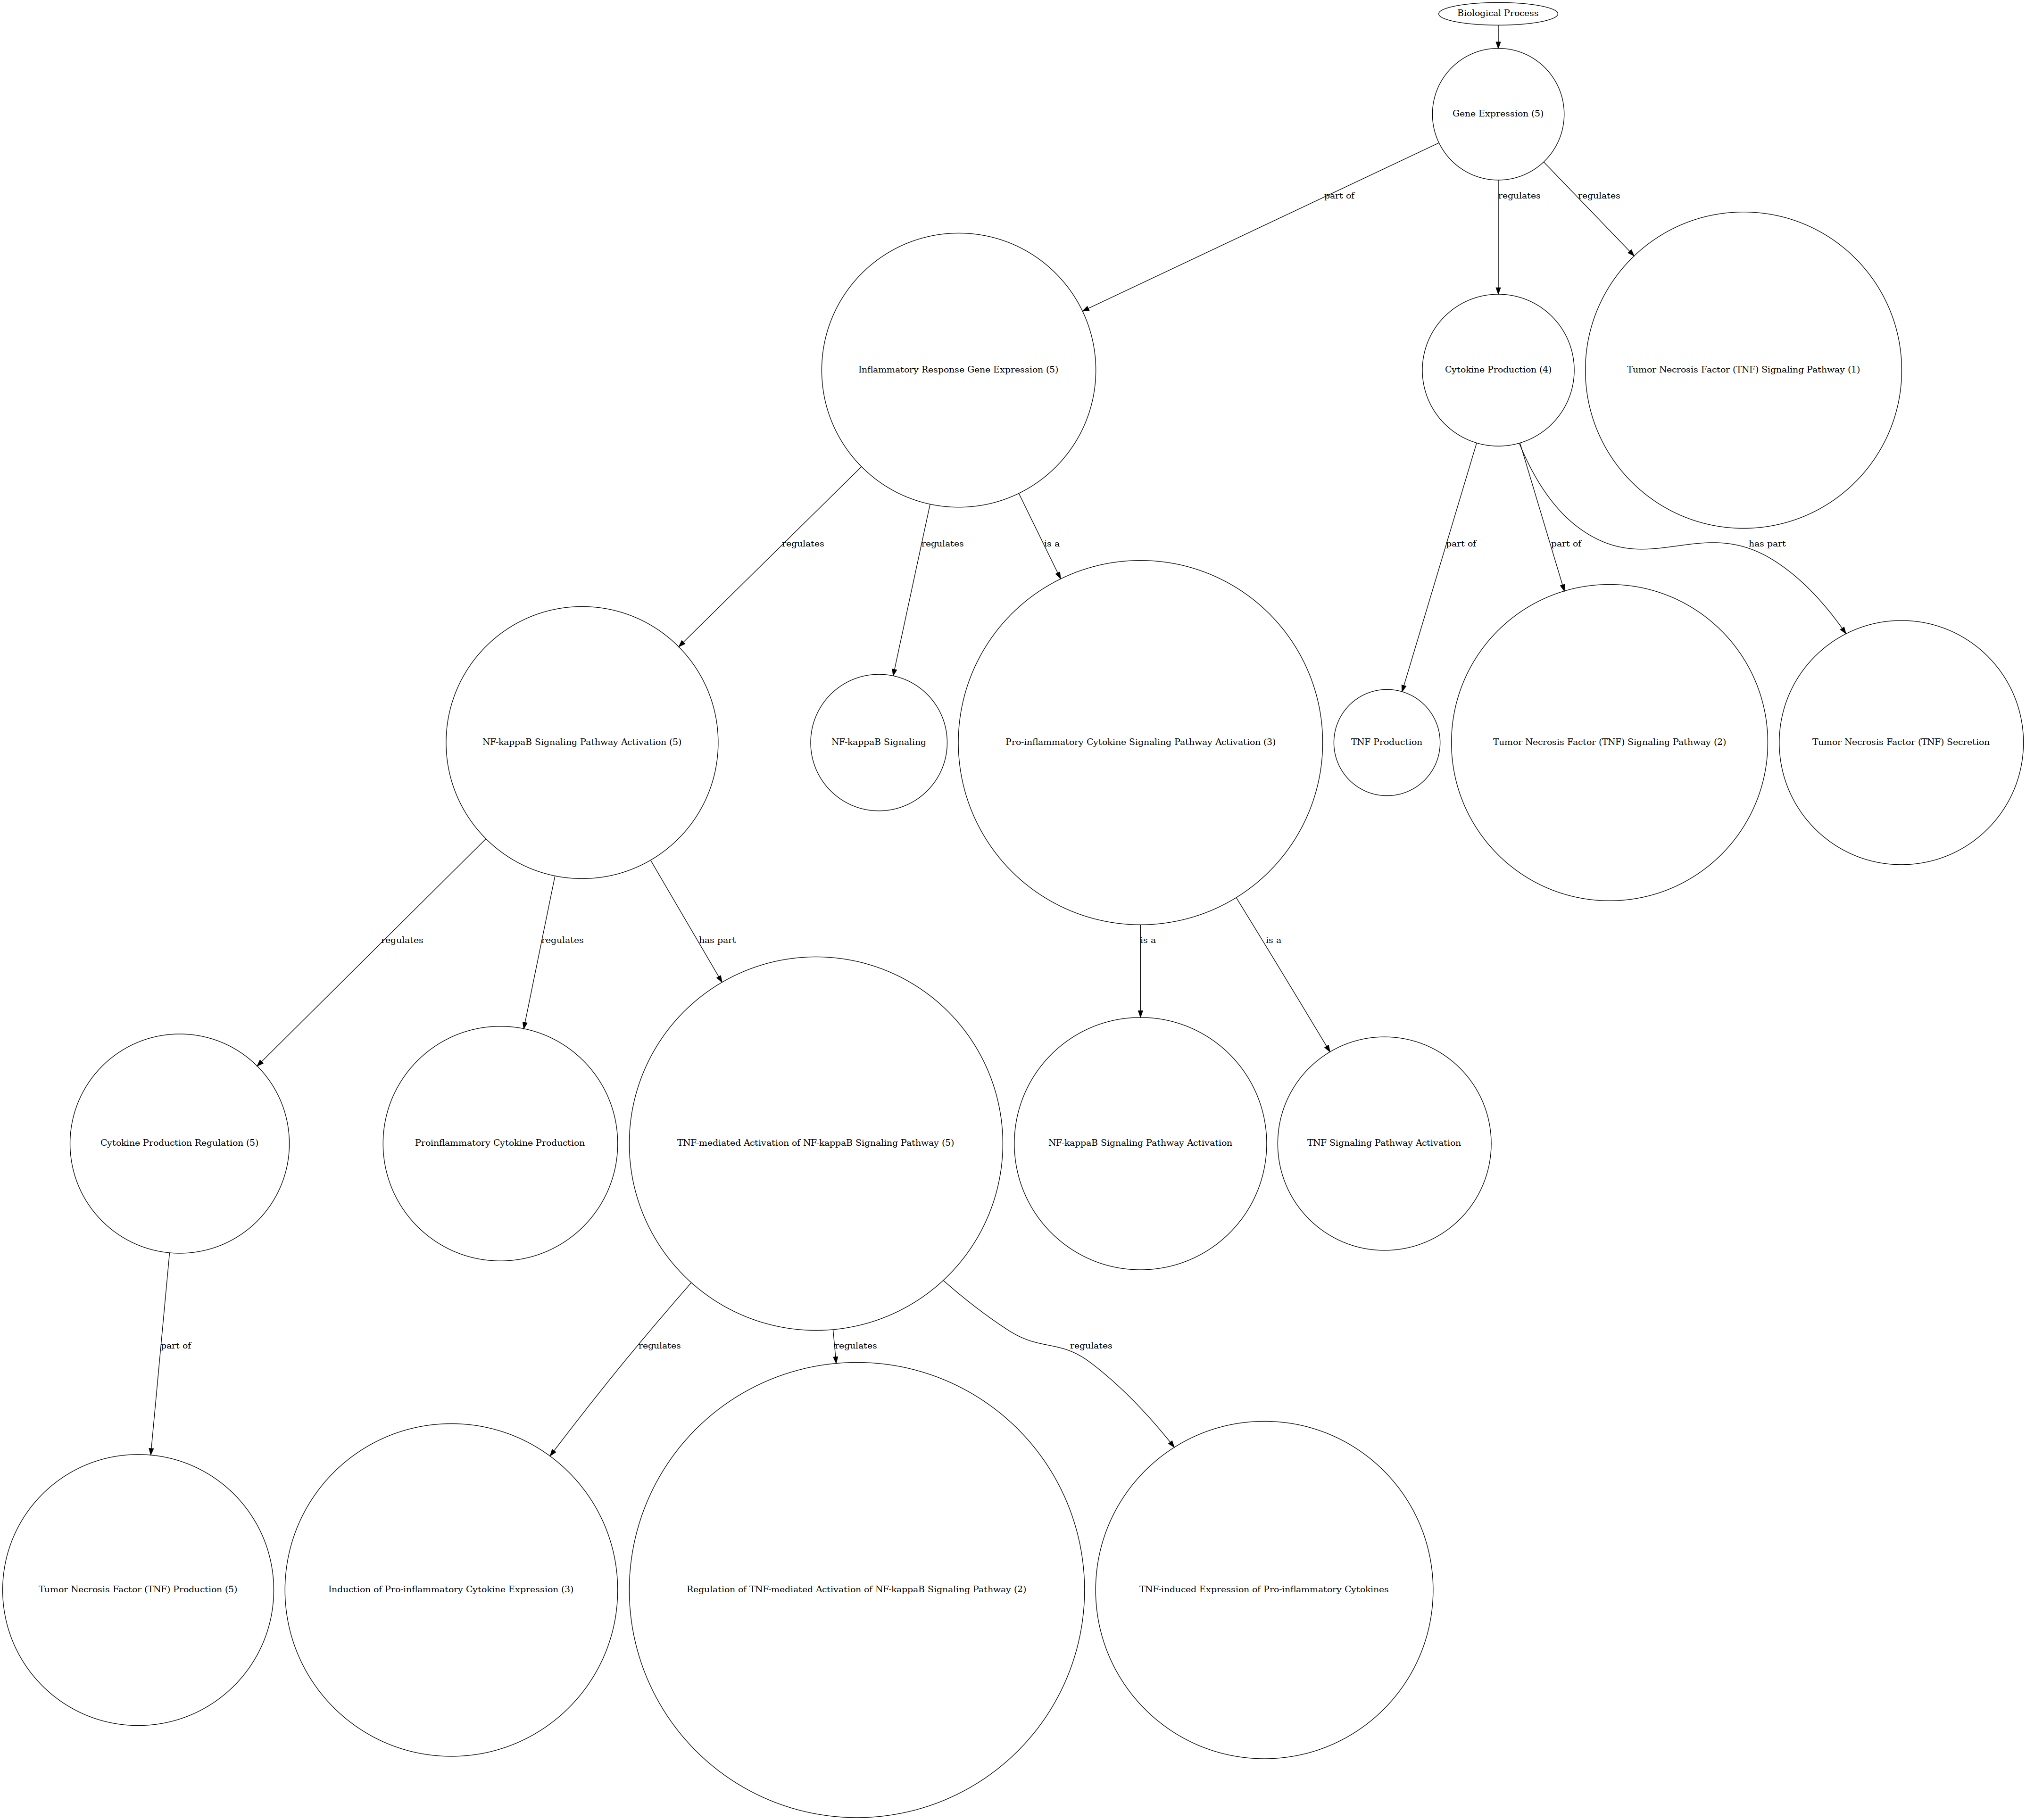 Biological Process
Gene Expression (5)
part of
regulates
regulates
Inflammatory Response Gene Expression (5)
Cytokine Production (4)
Tumor Necrosis Factor (TNF) Signaling Pathway (1)
regulates
regulates
is a
part of
part of
has part
NF-kappaB Signaling Pathway Activation (5)
NF-kappaB Signaling
Pro-inflammatory Cytokine Signaling Pathway Activation (3)
TNF Production
Tumor Necrosis Factor (TNF) Signaling Pathway (2)
Tumor Necrosis Factor (TNF) Secretion
regulates
regulates
has part
is a
is a
Cytokine Production Regulation (5)
Proinflammatory Cytokine Production
TNF-mediated Activation of NF-kappaB Signaling Pathway (5)
NF-kappaB Signaling Pathway Activation
TNF Signaling Pathway Activation
part of
regulates
regulates
regulates
Tumor Necrosis Factor (TNF) Production (5)
Induction of Pro-inflammatory Cytokine Expression (3)
Regulation of TNF-mediated Activation of NF-kappaB Signaling Pathway (2)
TNF-induced Expression of Pro-inflammatory Cytokines